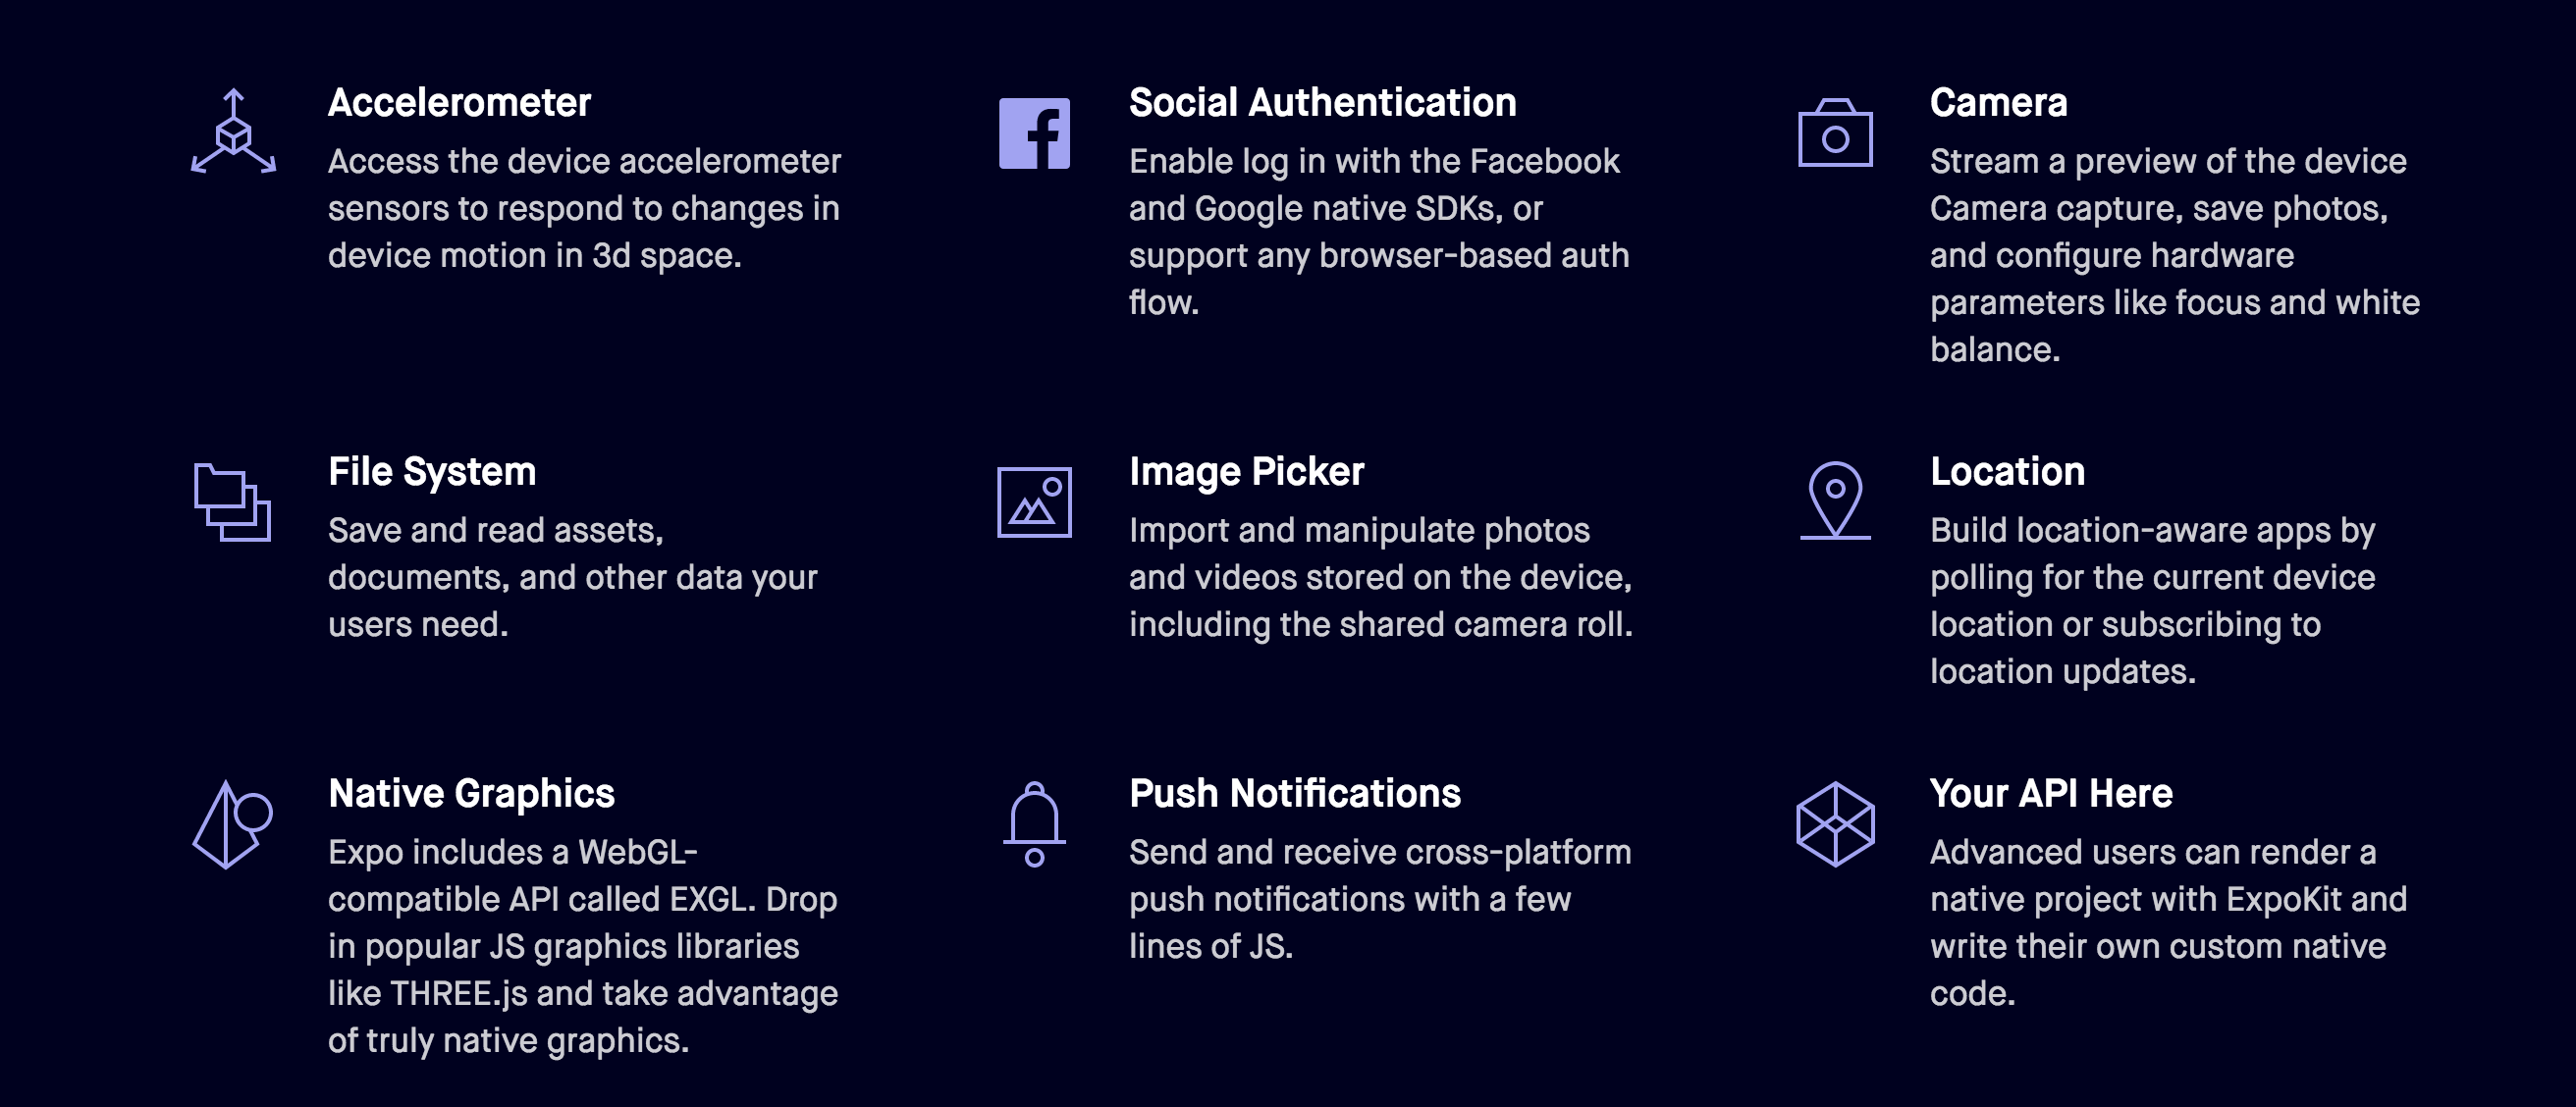 Accelerometer
Access the device accelerometer
sensors to respond to changes in
device motion in 3d space.
Social Authentication
Enable log in with the Facebook
and Google native SDKs, or
support any browser-based auth
flow.
Camera
Stream a preview of the device
Camera capture, save photos,
and configure hardware
parameters like focus and white
balance.
File System
Save and read assets,
documents, and other data your
users need.
Image Picker
Import and manipulate photos
and videos stored on the device,
including the shared camera roll.
Location
Build location-aware apps by
polling for the current device
location or subscribing to
location updates.
Native Graphics
Expo includes a WebGL-
compatible API called EXGL. Drop
in popular JS graphics libraries
like THREE.js and take advantage
of truly native graphics.
Push Notifications
Send and receive cross-platform
push notifications with a few
lines of JS.
Your API Here
Advanced users can render a
native project with ExpoKit and
write their own custom native
code.